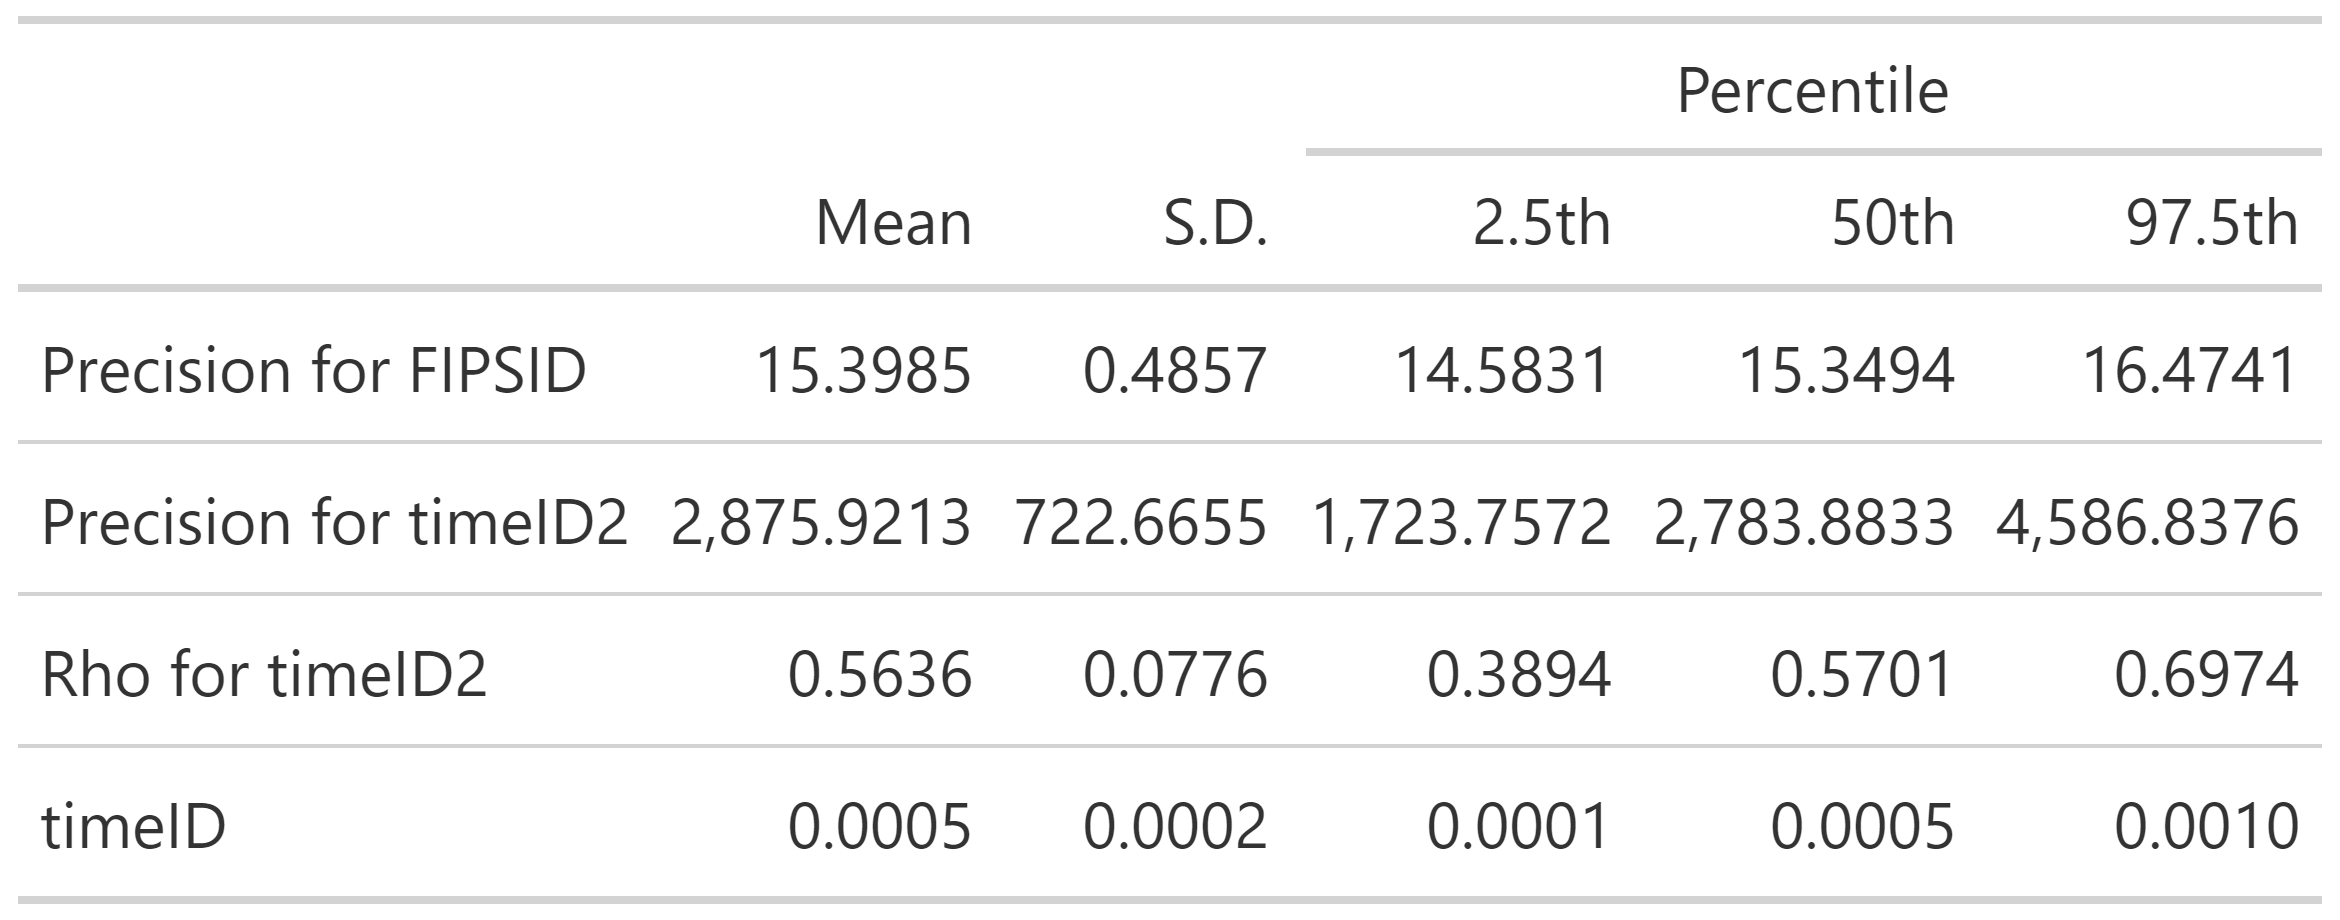 Percentile
Mean S.D. 2.5th 50th 97.5th
Precision for FIPSID 15.3985 0.4857 14.5831 15.3494 16.4741
Precision for timeID2 2,875.9213 722.6655 1,723.7572 2,783.8833 4,586.8376
Rho for timeID2 0.5636 0.0776 0.3894 0.5701 0.6974
timeID 0.0005 0.0002 0.0001 0.0005 0.0010